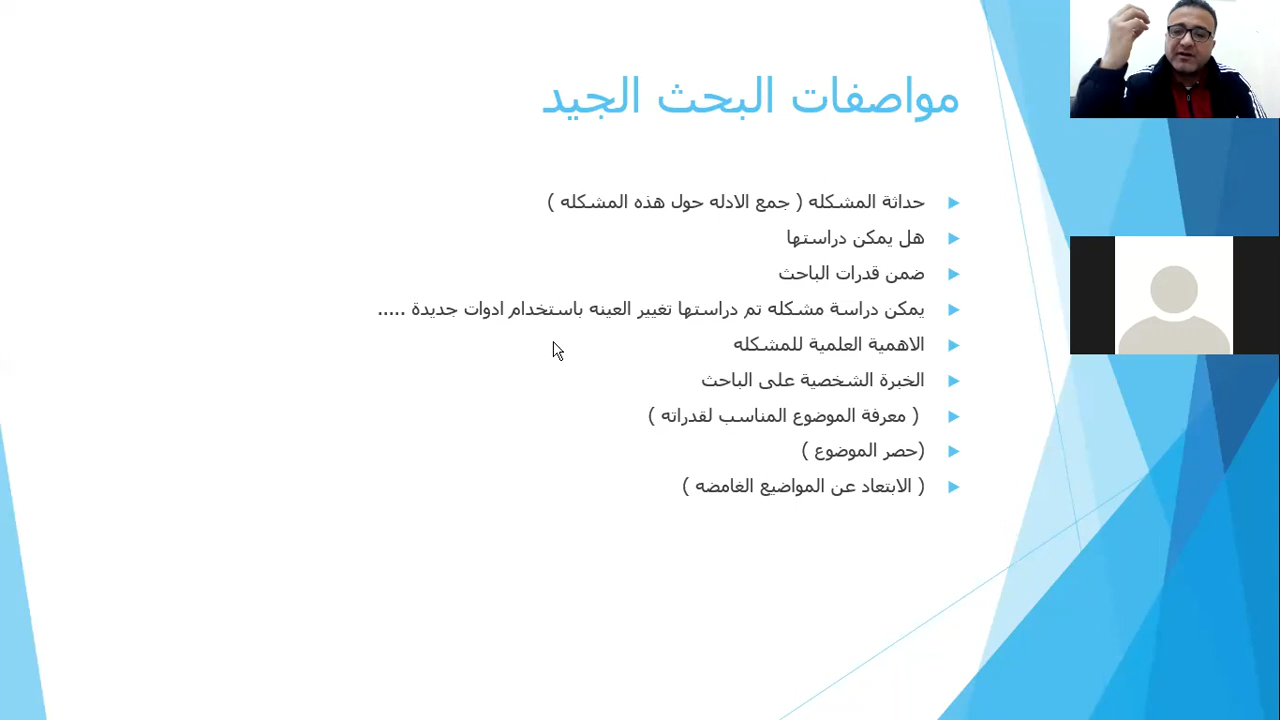 مواصفات البحث الجيد
حداثة المشكله ( جمع الادله حول هذه المشكله )
هل يمكن دراستها
ضمن قدرات الباحث
يمكن دراسة مشكله تم دراستها تغيير العينه باستخدام ادوات جديدة .....
الاهمية العلمية للمشكله
الخبرة الشخصية على الباحث
( معرفة الموضوع المناسب لقدراته )
(حصر الموضوع )
( الابتعاد عن المواضيع الغامضه )